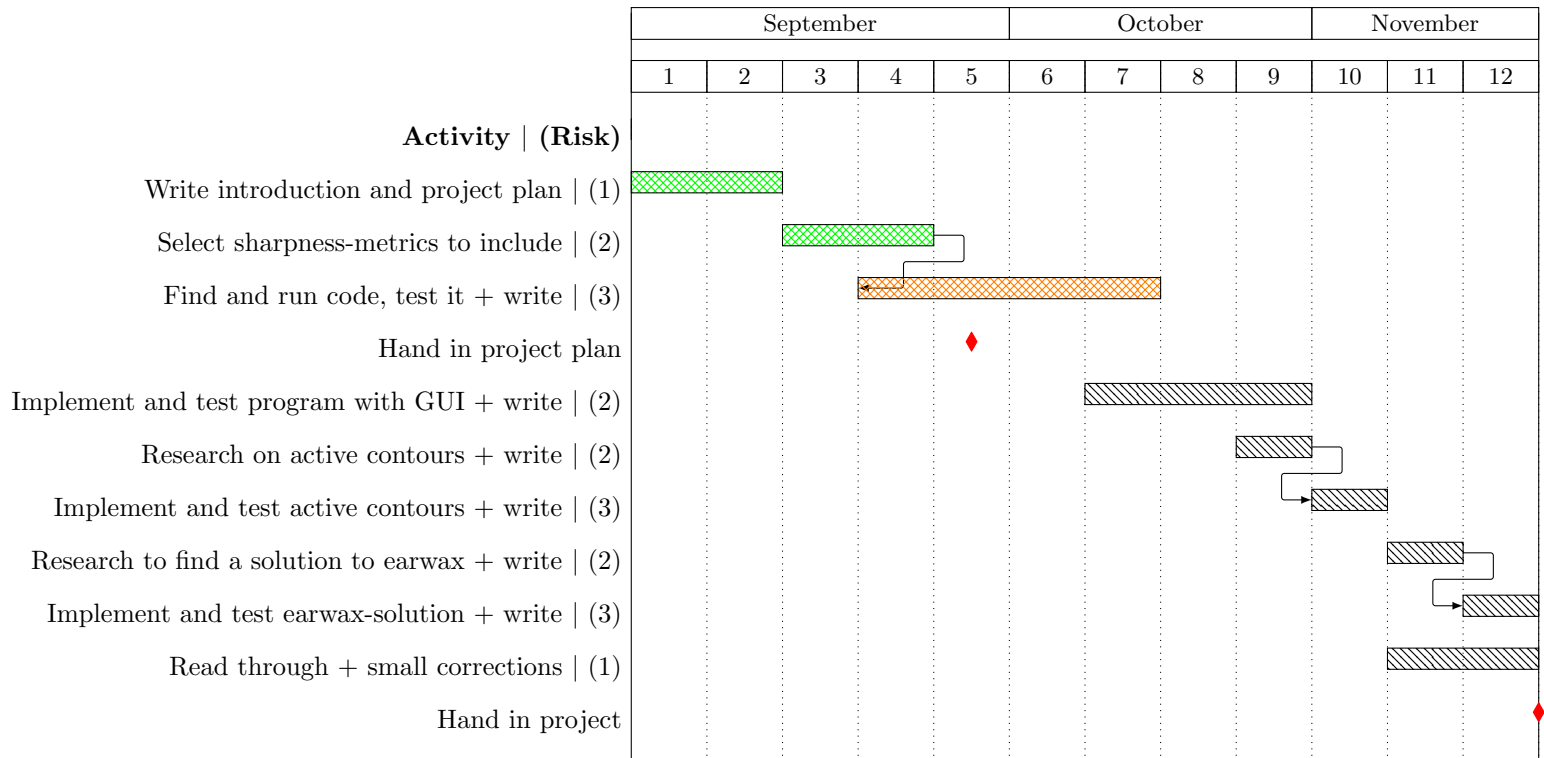 September October November
1 2 3 4 5 6 7 8 9 10 11 12
Activity | (Risk)
Write introduction and project plan | (1)
Select sharpness-metrics to include | (2)
Find and run code, test it + write | (3)
Hand in project plan
Implement and test program with GUI + write | (2)
Research on active contours + write | (2)
Implement and test active contours + write | (3)
Research to find a solution to earwax + write | (2)
Implement and test earwax-solution + write | (3)
Read through + small corrections | (1)
Hand in project